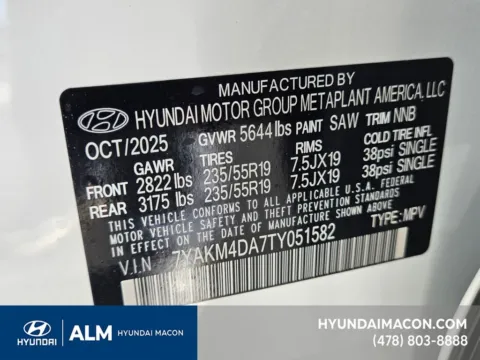 MANUFACTURED BY
HYUNDAI MOTOR GROUP METAPLANT AMERICA, LLC
OCT/2025 GVWR 5644 lbs PAINT SAW TRIM NNB
GAWR TIRES RIMS COLD TIRE INFL
FRONT 2822 lbs 235/55R19 7.5JX19 38psi SINGLE
REAR 3175 lbs 235/55R19 7.5JX19 38psi SINGLE
THIS VEHICLE CONFORMS TO ALL APPLICABLE U.S.A. FEDERAL
MOTOR VEHICLE SAFETY AND THEFT PREVENTION STANDARDS
IN EFFECT ON THE DATE OF MANUFACTURE SHOWN ABOVE.
V.I.N 7YAKM4DA7TY051582 TYPE: MPV
HYUNDAI
ALM HYUNDAI MACON
HYUNDAIMACON.COM
(478) 803-8888